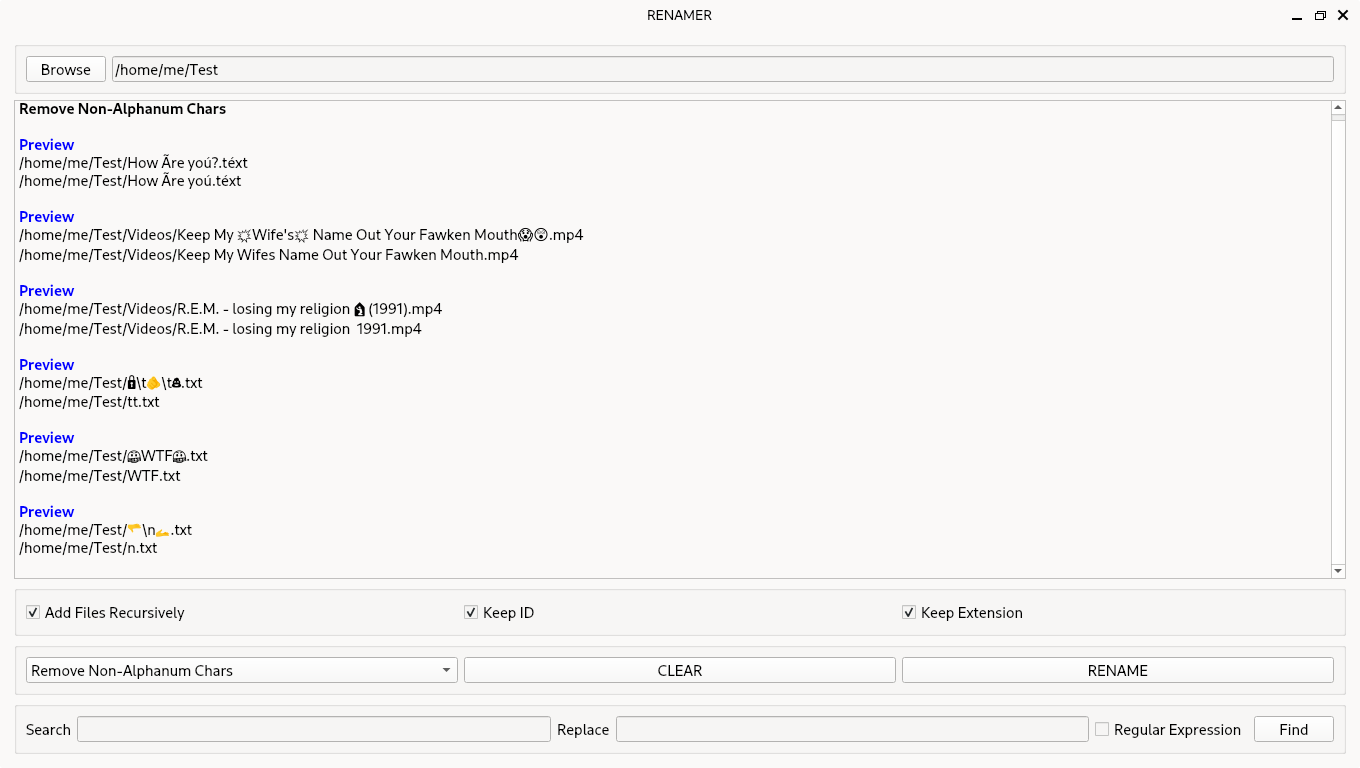 RENAMER
Browse /home/me/Test
Remove Non-Alphanum Chars
Preview
/home/me/Test/How Ãre yoú?.téxt
/home/me/Test/How Ãre yoú.téxt
Preview
/home/me/Test/Videos/Keep My 💥Wife's💥 Name Out Your Fawken Mouth😱😲.mp4
/home/me/Test/Videos/Keep My Wifes Name Out Your Fawken Mouth.mp4
Preview
/home/me/Test/Videos/R.E.M. - losing my religion (1991).mp4
/home/me/Test/Videos/R.E.M. - losing my religion  1991.mp4
Preview
/home/me/Test/🔒\t\t.txt
/home/me/Test/tt.txt
Preview
/home/me/Test/😀WTF😀.txt
/home/me/Test/WTF.txt
Preview
/home/me/Test/\n.txt
/home/me/Test/n.txt
Add Files Recursively Keep ID Keep Extension
Remove Non-Alphanum Chars CLEAR RENAME
Search Replace Regular Expression Find